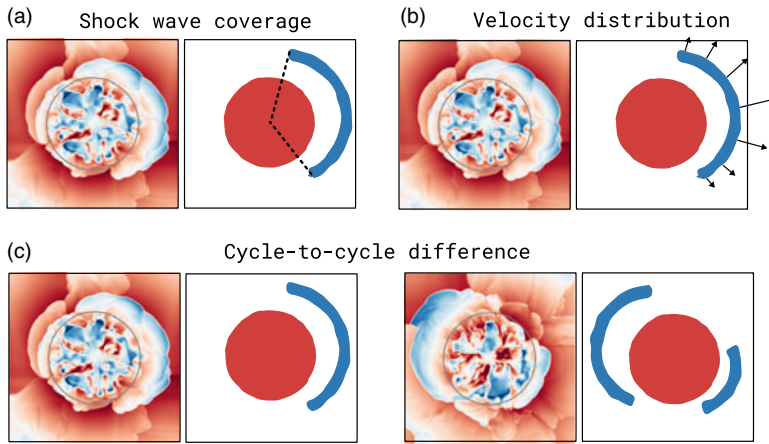 (a) Shock wave coverage
(b) Velocity distribution
(c) Cycle-to-cycle difference